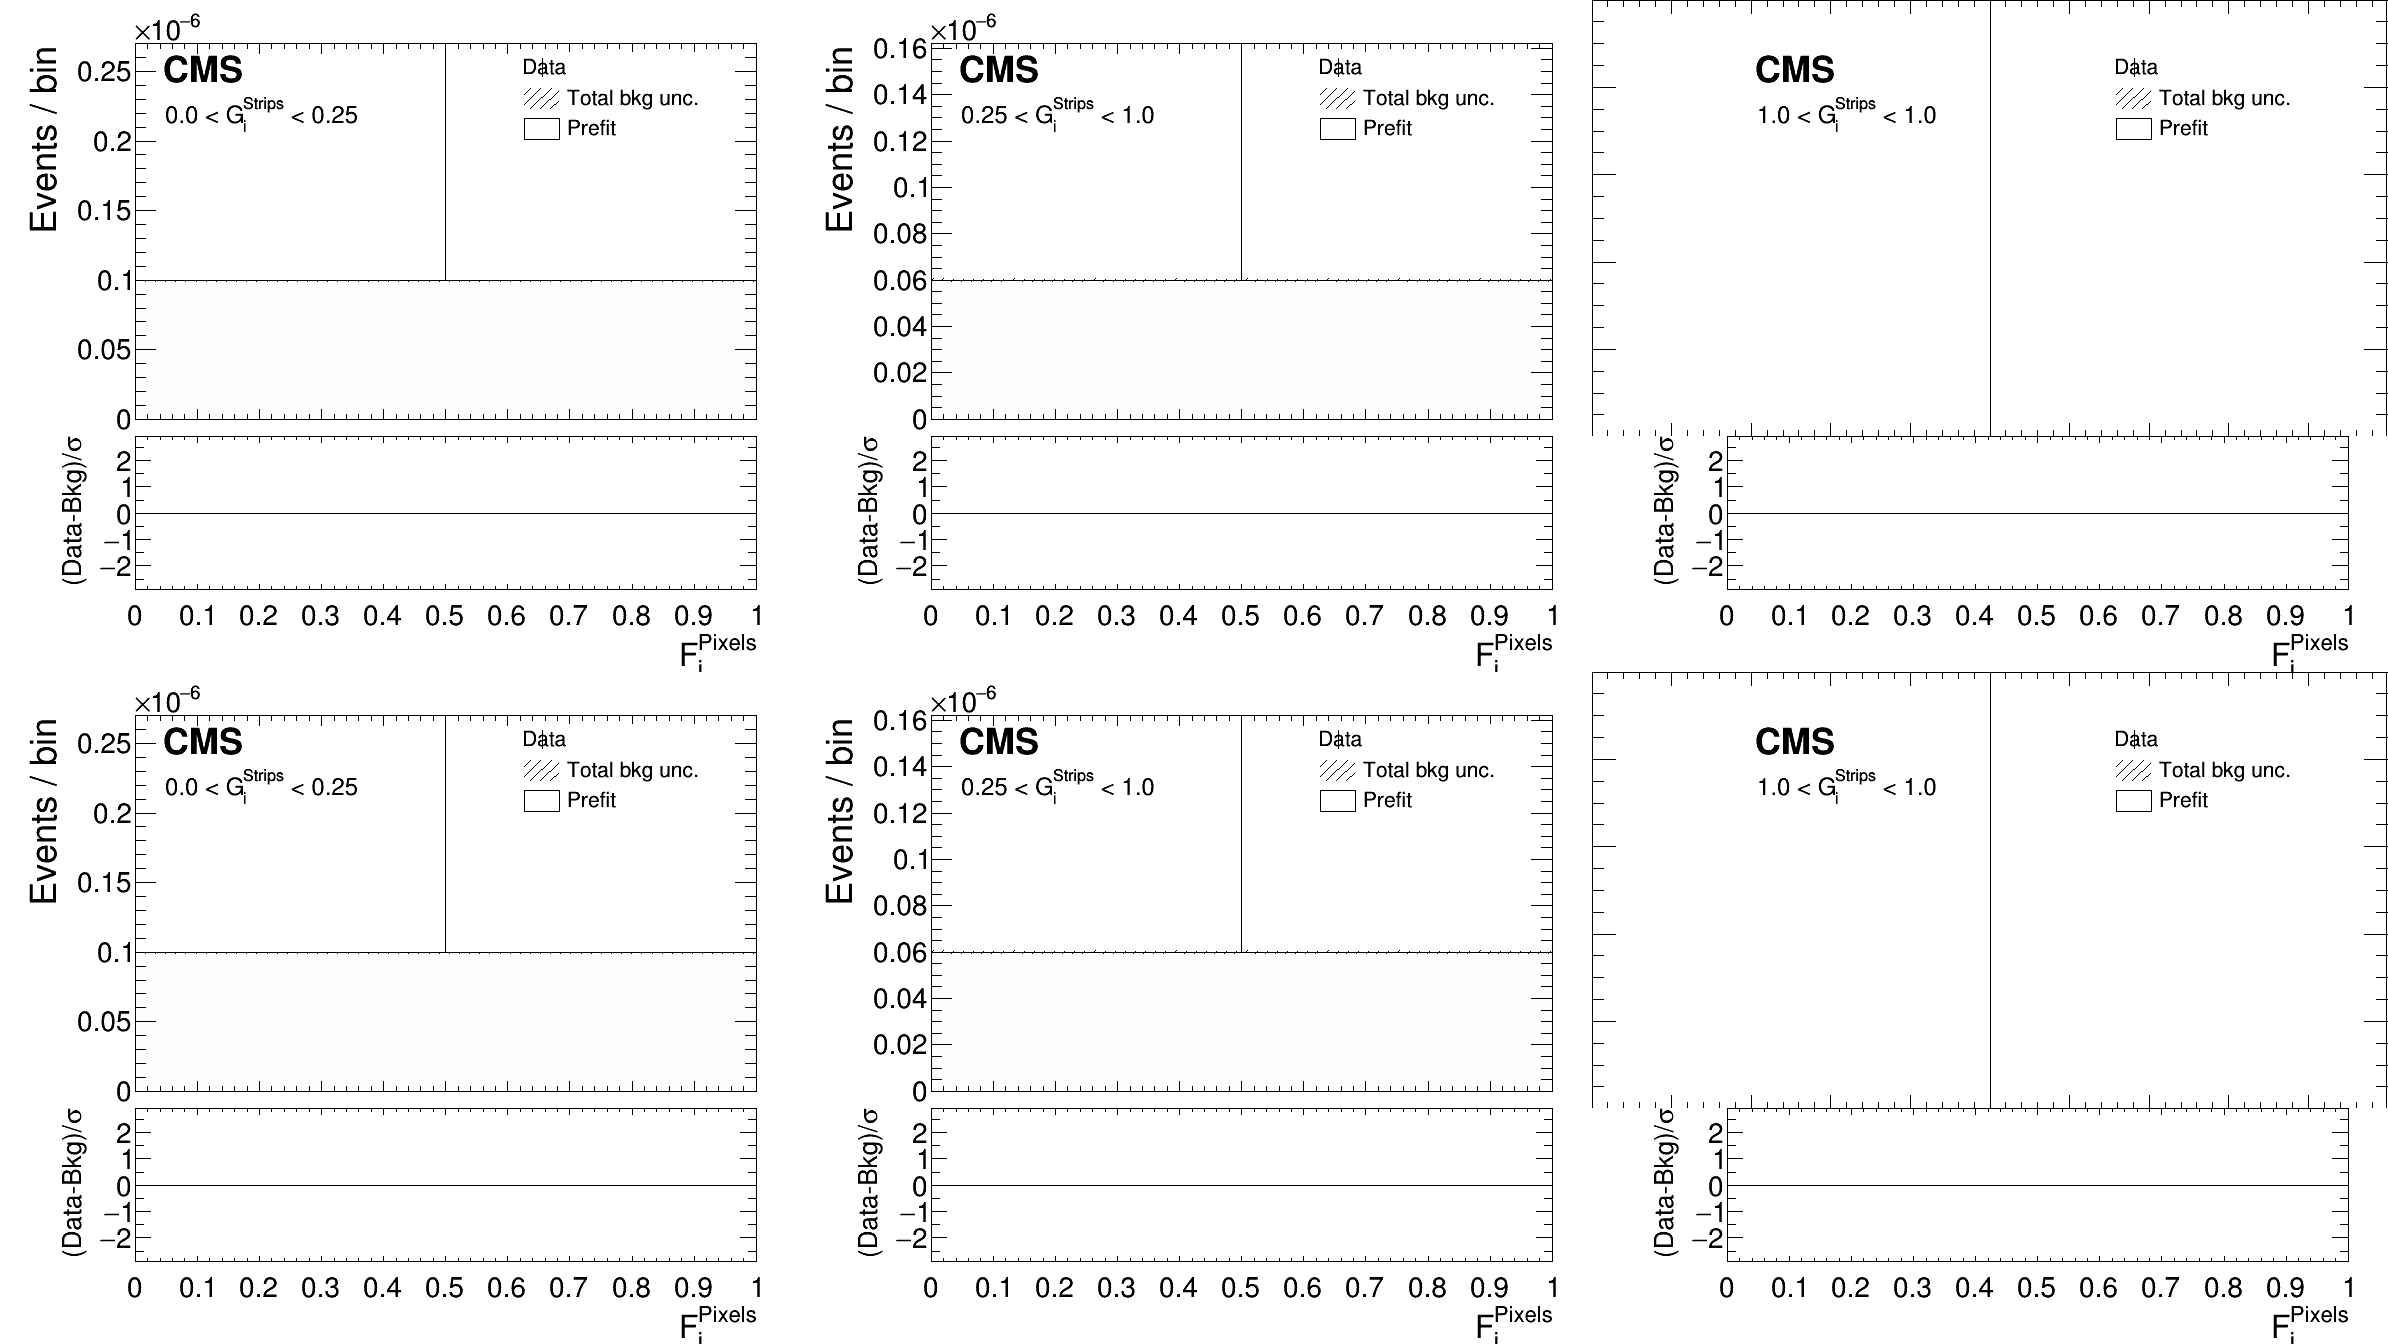 ×10⁻⁶
Events / bin
CMS
0.0 < G_i^Strips < 0.25
Data
Total bkg unc.
Prefit
0.25
0.2
0.15
0.1
0.05
0
(Data-Bkg)/σ
2
1
0
−1
−2
0 0.1 0.2 0.3 0.4 0.5 0.6 0.7 0.8 0.9 1
F_i^Pixels
×10⁻⁶
Events / bin
CMS
0.25 < G_i^Strips < 1.0
Data
Total bkg unc.
Prefit
0.16
0.14
0.12
0.1
0.08
0.06
0.04
0.02
0
(Data-Bkg)/σ
2
1
0
−1
−2
0 0.1 0.2 0.3 0.4 0.5 0.6 0.7 0.8 0.9 1
F_i^Pixels
CMS
1.0 < G_i^Strips < 1.0
Data
Total bkg unc.
Prefit
(Data-Bkg)/σ
2
1
0
−1
−2
0 0.1 0.2 0.3 0.4 0.5 0.6 0.7 0.8 0.9 1
F_i^Pixels
×10⁻⁶
Events / bin
CMS
0.0 < G_i^Strips < 0.25
Data
Total bkg unc.
Prefit
0.25
0.2
0.15
0.1
0.05
0
(Data-Bkg)/σ
2
1
0
−1
−2
0 0.1 0.2 0.3 0.4 0.5 0.6 0.7 0.8 0.9 1
F_i^Pixels
×10⁻⁶
Events / bin
CMS
0.25 < G_i^Strips < 1.0
Data
Total bkg unc.
Prefit
0.16
0.14
0.12
0.1
0.08
0.06
0.04
0.02
0
(Data-Bkg)/σ
2
1
0
−1
−2
0 0.1 0.2 0.3 0.4 0.5 0.6 0.7 0.8 0.9 1
F_i^Pixels
CMS
1.0 < G_i^Strips < 1.0
Data
Total bkg unc.
Prefit
(Data-Bkg)/σ
2
1
0
−1
−2
0 0.1 0.2 0.3 0.4 0.5 0.6 0.7 0.8 0.9 1
F_i^Pixels